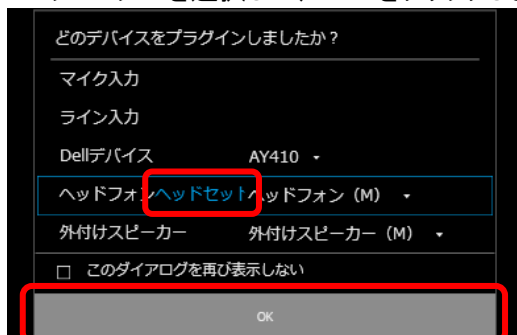 どのデバイスをプラグインしましたか？
マイク入力
ライン入力
Dellデバイス AY410
ヘッドフォンヘッドセットヘッドフォン（M）
外付けスピーカー 外付けスピーカー（M）
このダイアログを再び表示しない
OK